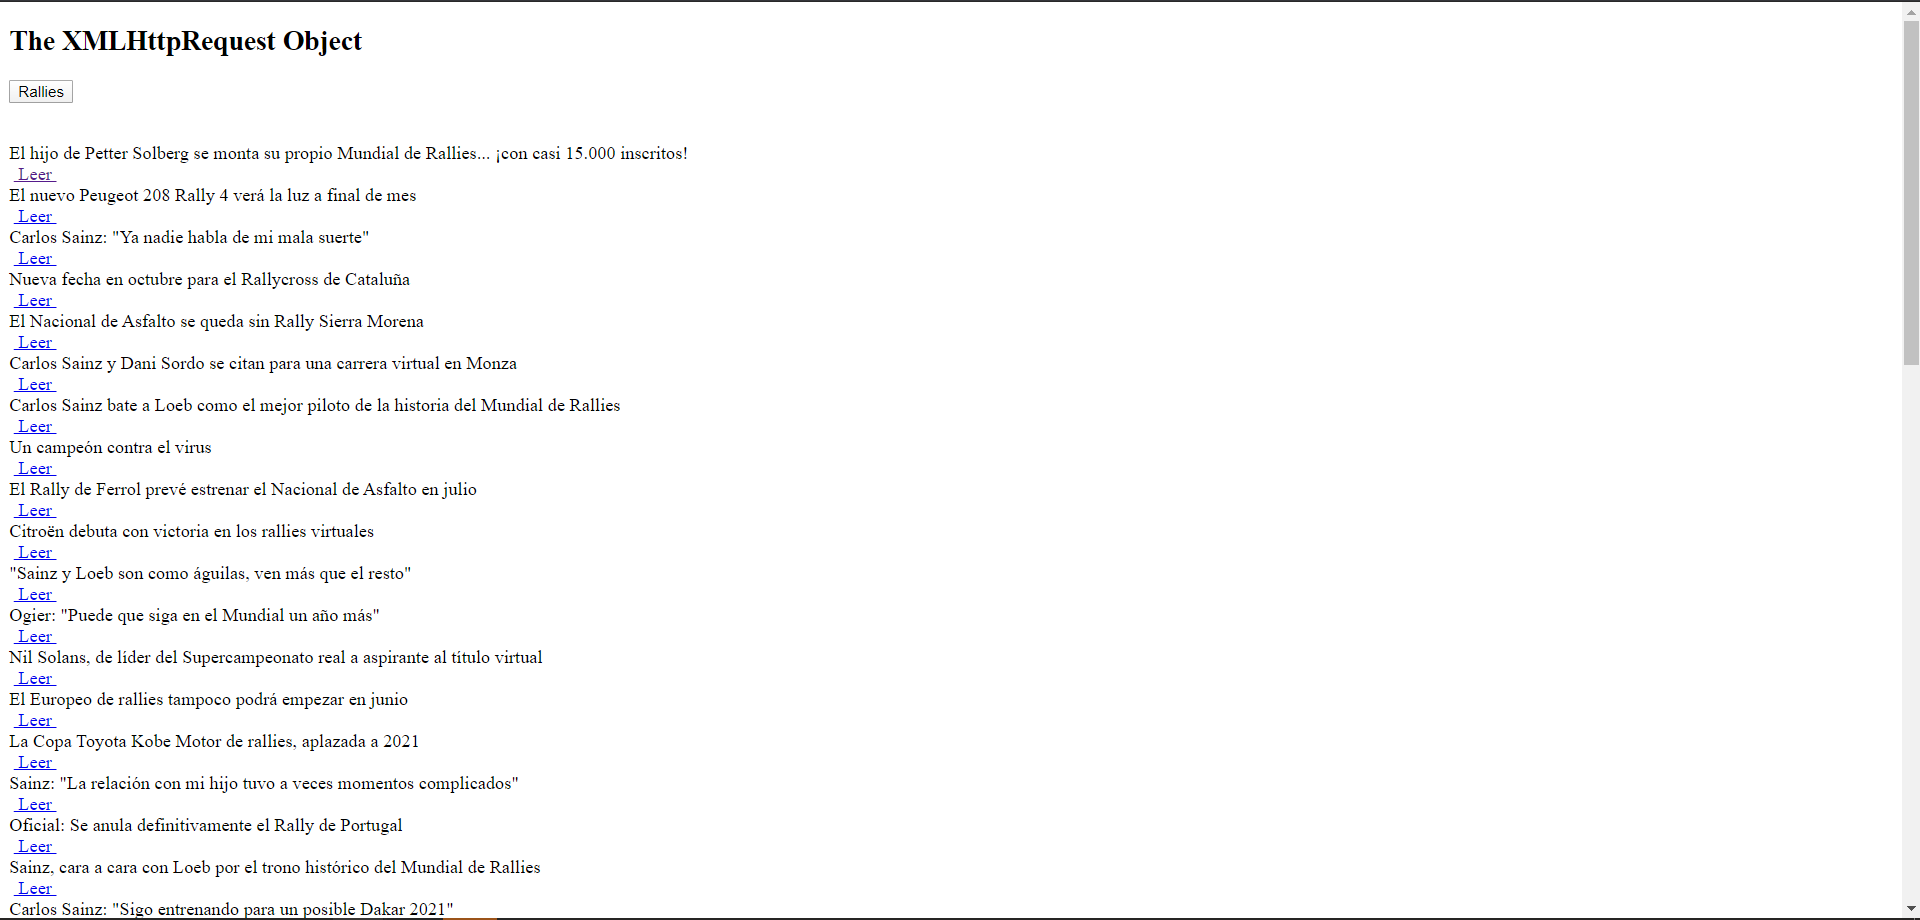 The XMLHttpRequest Object
Rallies
El hijo de Petter Solberg se monta su propio Mundial de Rallies... ¡con casi 15.000 inscritos!
Leer
El nuevo Peugeot 208 Rally 4 verá la luz a final de mes
Leer
Carlos Sainz: "Ya nadie habla de mi mala suerte"
Leer
Nueva fecha en octubre para el Rallycross de Cataluña
Leer
El Nacional de Asfalto se queda sin Rally Sierra Morena
Leer
Carlos Sainz y Dani Sordo se citan para una carrera virtual en Monza
Leer
Carlos Sainz bate a Loeb como el mejor piloto de la historia del Mundial de Rallies
Leer
Un campeón contra el virus
Leer
El Rally de Ferrol prevé estrenar el Nacional de Asfalto en julio
Leer
Citroën debuta con victoria en los rallies virtuales
Leer
"Sainz y Loeb son como águilas, ven más que el resto"
Leer
Ogier: "Puede que siga en el Mundial un año más"
Leer
Nil Solans, de líder del Supercampeonato real a aspirante al título virtual
Leer
El Europeo de rallies tampoco podrá empezar en junio
Leer
La Copa Toyota Kobe Motor de rallies, aplazada a 2021
Leer
Sainz: "La relación con mi hijo tuvo a veces momentos complicados"
Leer
Oficial: Se anula definitivamente el Rally de Portugal
Leer
Sainz, cara a cara con Loeb por el trono histórico del Mundial de Rallies
Leer
Carlos Sainz: "Sigo entrenando para un posible Dakar 2021"